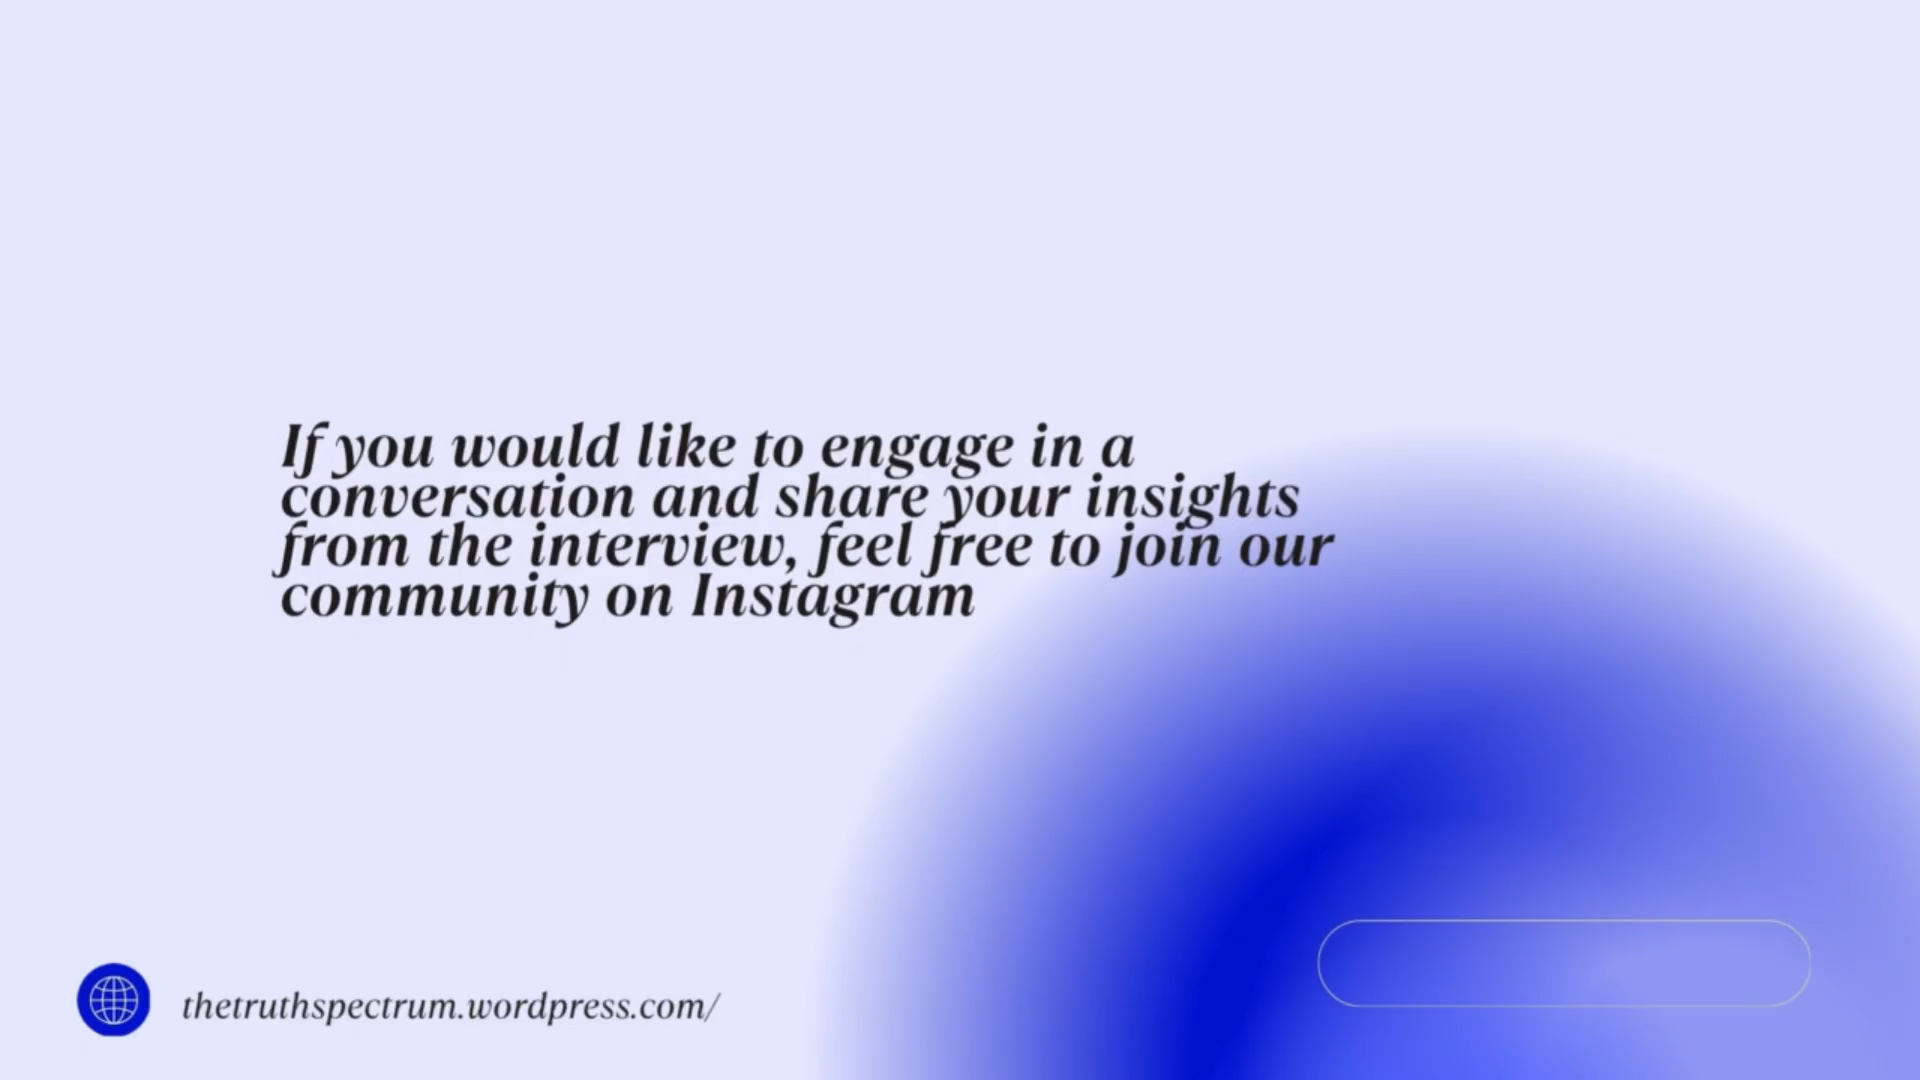 If you would like to engage in a
conversation and share your insights
from the interview, feel free to join our
community on Instagram
thetruthspectrum.wordpress.com/